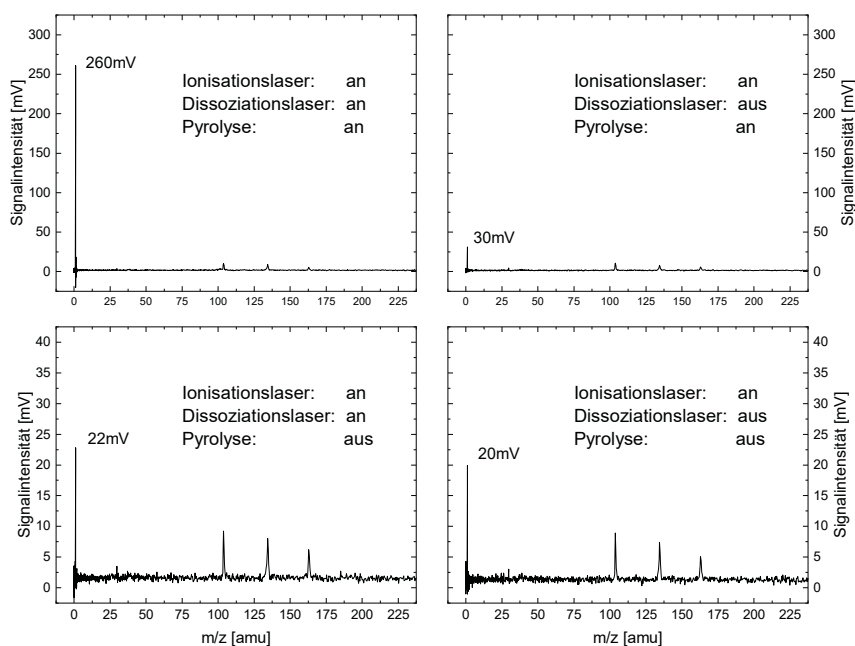 300
250
200
150
100
50
0
Signalintensität [mV]
260mV
Ionisationslaser: an
Dissoziationslaser: an
Pyrolyse: an
0 25 50 75 100 125 150 175 200 225
30mV
Ionisationslaser: an
Dissoziationslaser: aus
Pyrolyse: an
300
250
200
150
100
50
0
Signalintensität [mV]
0 25 50 75 100 125 150 175 200 225
40
35
30
25
20
15
10
5
0
Signalintensität [mV]
22mV
Ionisationslaser: an
Dissoziationslaser: an
Pyrolyse: aus
0 25 50 75 100 125 150 175 200 225
m/z [amu]
20mV
Ionisationslaser: an
Dissoziationslaser: aus
Pyrolyse: aus
40
35
30
25
20
15
10
5
0
Signalintensität [mV]
0 25 50 75 100 125 150 175 200 225
m/z [amu]